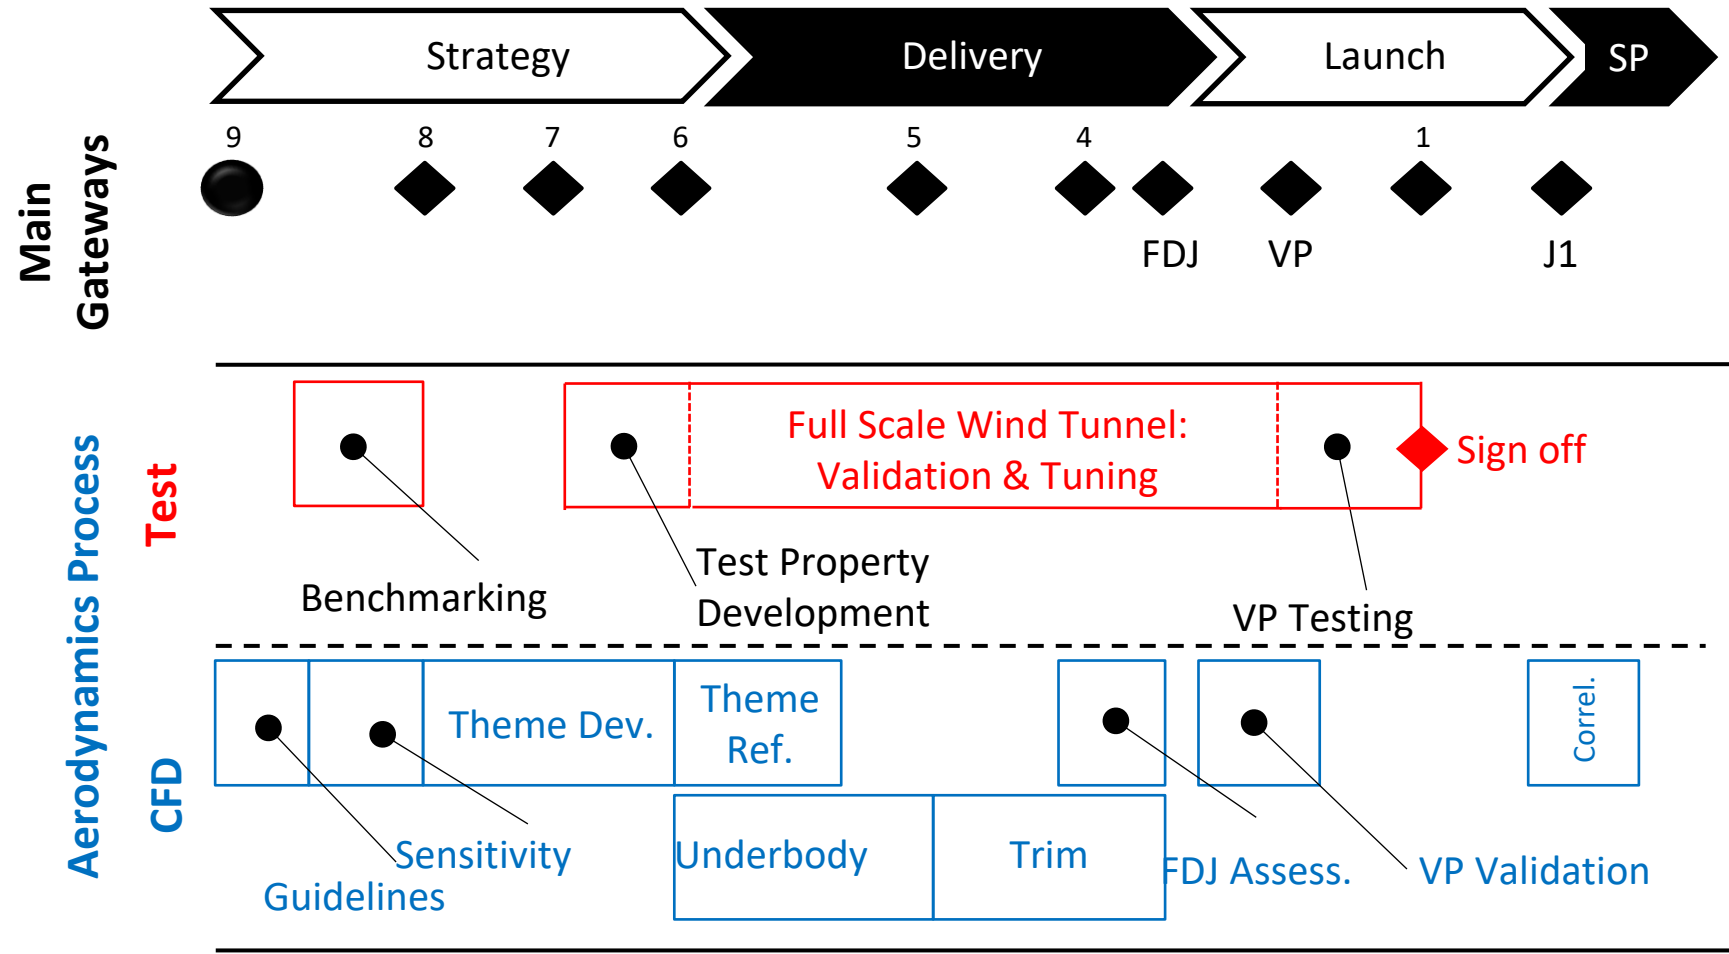 Strategy
Delivery
Launch
SP
Main
Gateways
9
8
7
6
5
4
1
FDJ
VP
J1
Aerodynamics Process
Test
Full Scale Wind Tunnel:
Validation & Tuning
Sign off
Benchmarking
Test Property
Development
VP Testing
CFD
Theme Dev.
Theme
Ref.
Correl.
Sensitivity
Guidelines
Underbody
Trim
FDJ Assess.
VP Validation